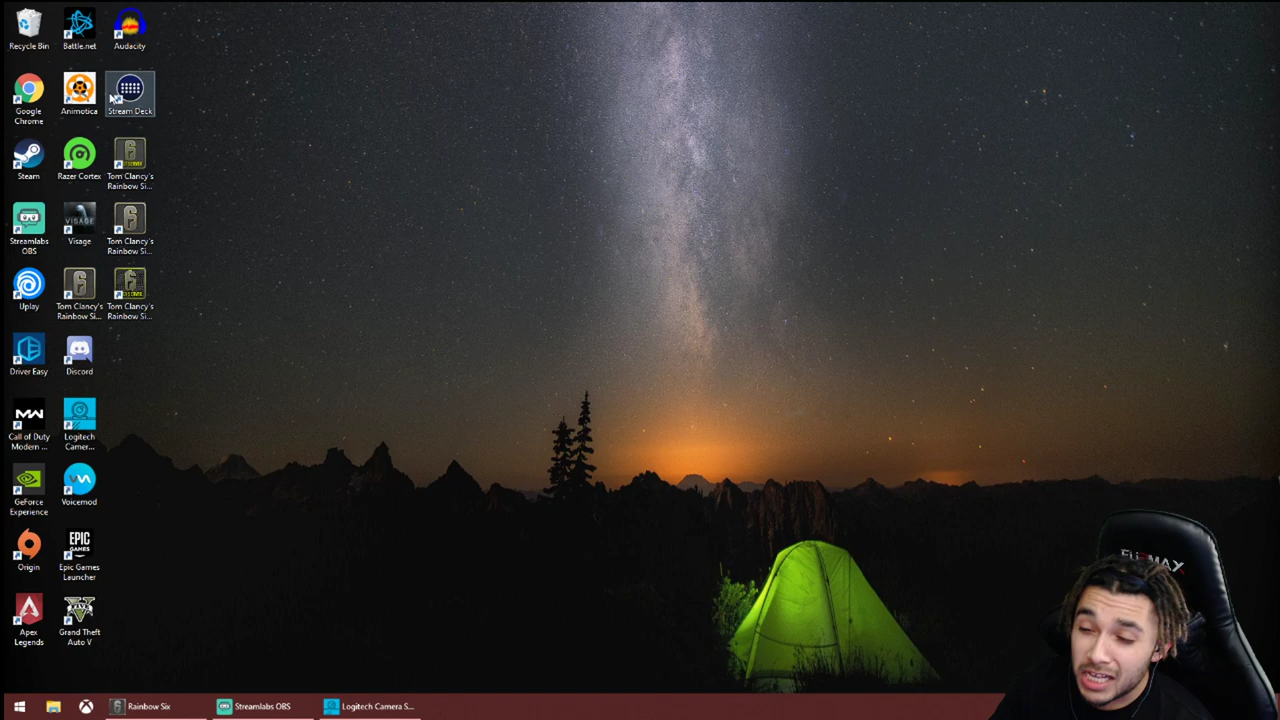 Recycle Bin
Battle.net
Audacity
Google
Chrome
Animotica
Stream Deck
Steam
Razer Cortex
Tom Clancy's
Rainbow Si...
Streamlabs
OBS
VISAGE
Visage
Tom Clancy's
Rainbow Si...
Uplay
Tom Clancy's
Rainbow Si...
Tom Clancy's
Rainbow Si...
Driver Easy
Discord
Call of Duty
Modern ...
Logitech
Camer...
GeForce
Experience
Voicemod
Origin
EPIC
GAMES
Epic Games
Launcher
Apex
Legends
Grand Theft
Auto V
Rainbow Six
Streamlabs OBS
Logitech Camera S...